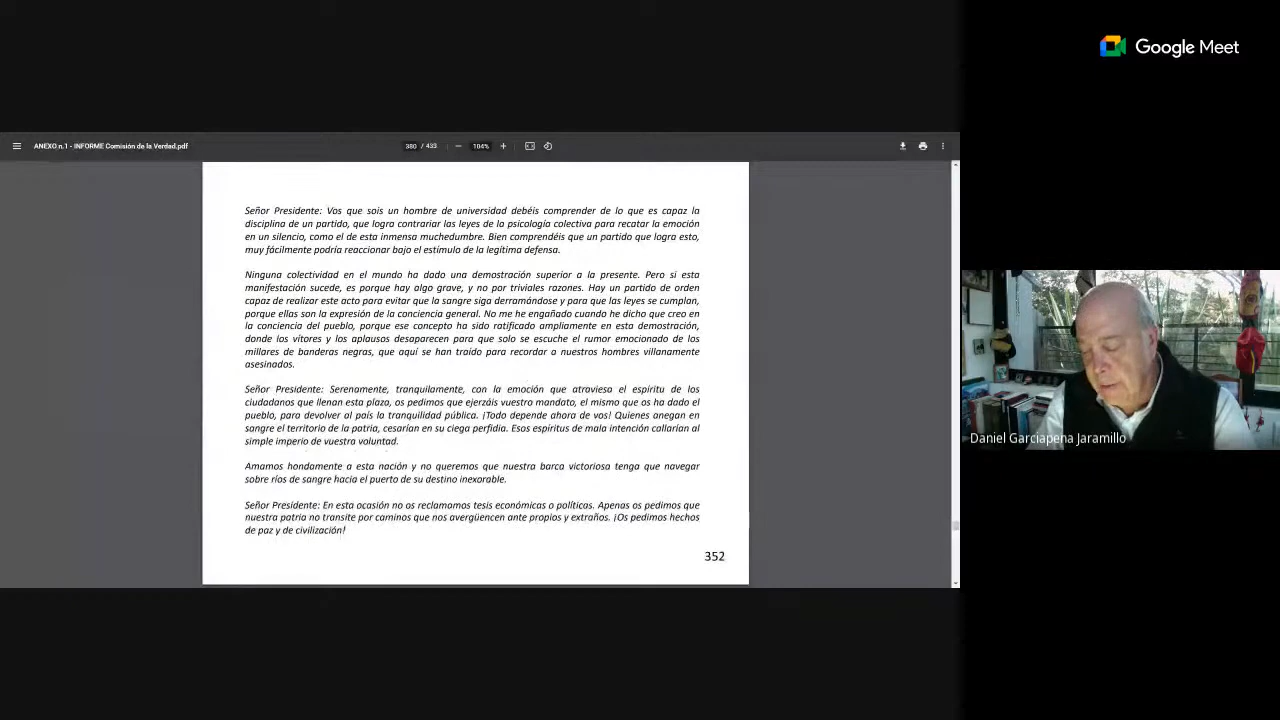 Google Meet
ANEXO n.1 - INFORME Comisión de la Verdad.pdf
380 / 433
104%
Señor Presidente: Vos que sois un hombre de universidad debéis comprender de lo que es capaz la
disciplina de un partido, que logra contrariar las leyes de la psicología colectiva para recatar la emoción
en un silencio, como el de esta inmensa muchedumbre. Bien comprendéis que un partido que logra esto,
muy fácilmente podría reaccionar bajo el estímulo de la legítima defensa.
Ninguna colectividad en el mundo ha dado una demostración superior a la presente. Pero si esta
manifestación sucede, es porque hay algo grave, y no por triviales razones. Hay un partido de orden
capaz de realizar este acto para evitar que la sangre siga derramándose y para que las leyes se cumplan,
porque ellas son la expresión de la conciencia general. No me he engañado cuando he dicho que creo en
la conciencia del pueblo, porque ese concepto ha sido ratificado ampliamente en esta demostración,
donde los vítores y los aplausos desaparecen para que solo se escuche el rumor emocionado de los
millares de banderas negras, que aquí se han traído para recordar a nuestros hombres villanamente
asesinados.
Señor Presidente: Serenamente, tranquilamente, con la emoción que atraviesa el espíritu de los
ciudadanos que llenan esta plaza, os pedimos que ejerzáis vuestro mandato, el mismo que os ha dado el
pueblo, para devolver al país la tranquilidad pública. ¡Todo depende ahora de vos! Quienes anegan en
sangre el territorio de la patria, cesarían en su ciega perfidia. Esos espíritus de mala intención callarían al
simple imperio de vuestra voluntad.
Amamos hondamente a esta nación y no queremos que nuestra barca victoriosa tenga que navegar
sobre ríos de sangre hacia el puerto de su destino inexorable.
Señor Presidente: En esta ocasión no os reclamamos tesis económicas o políticas. Apenas os pedimos que
nuestra patria no transite por caminos que nos avergüencen ante propios y extraños. ¡Os pedimos hechos
de paz y de civilización!
352
Daniel Garciapena Jaramillo